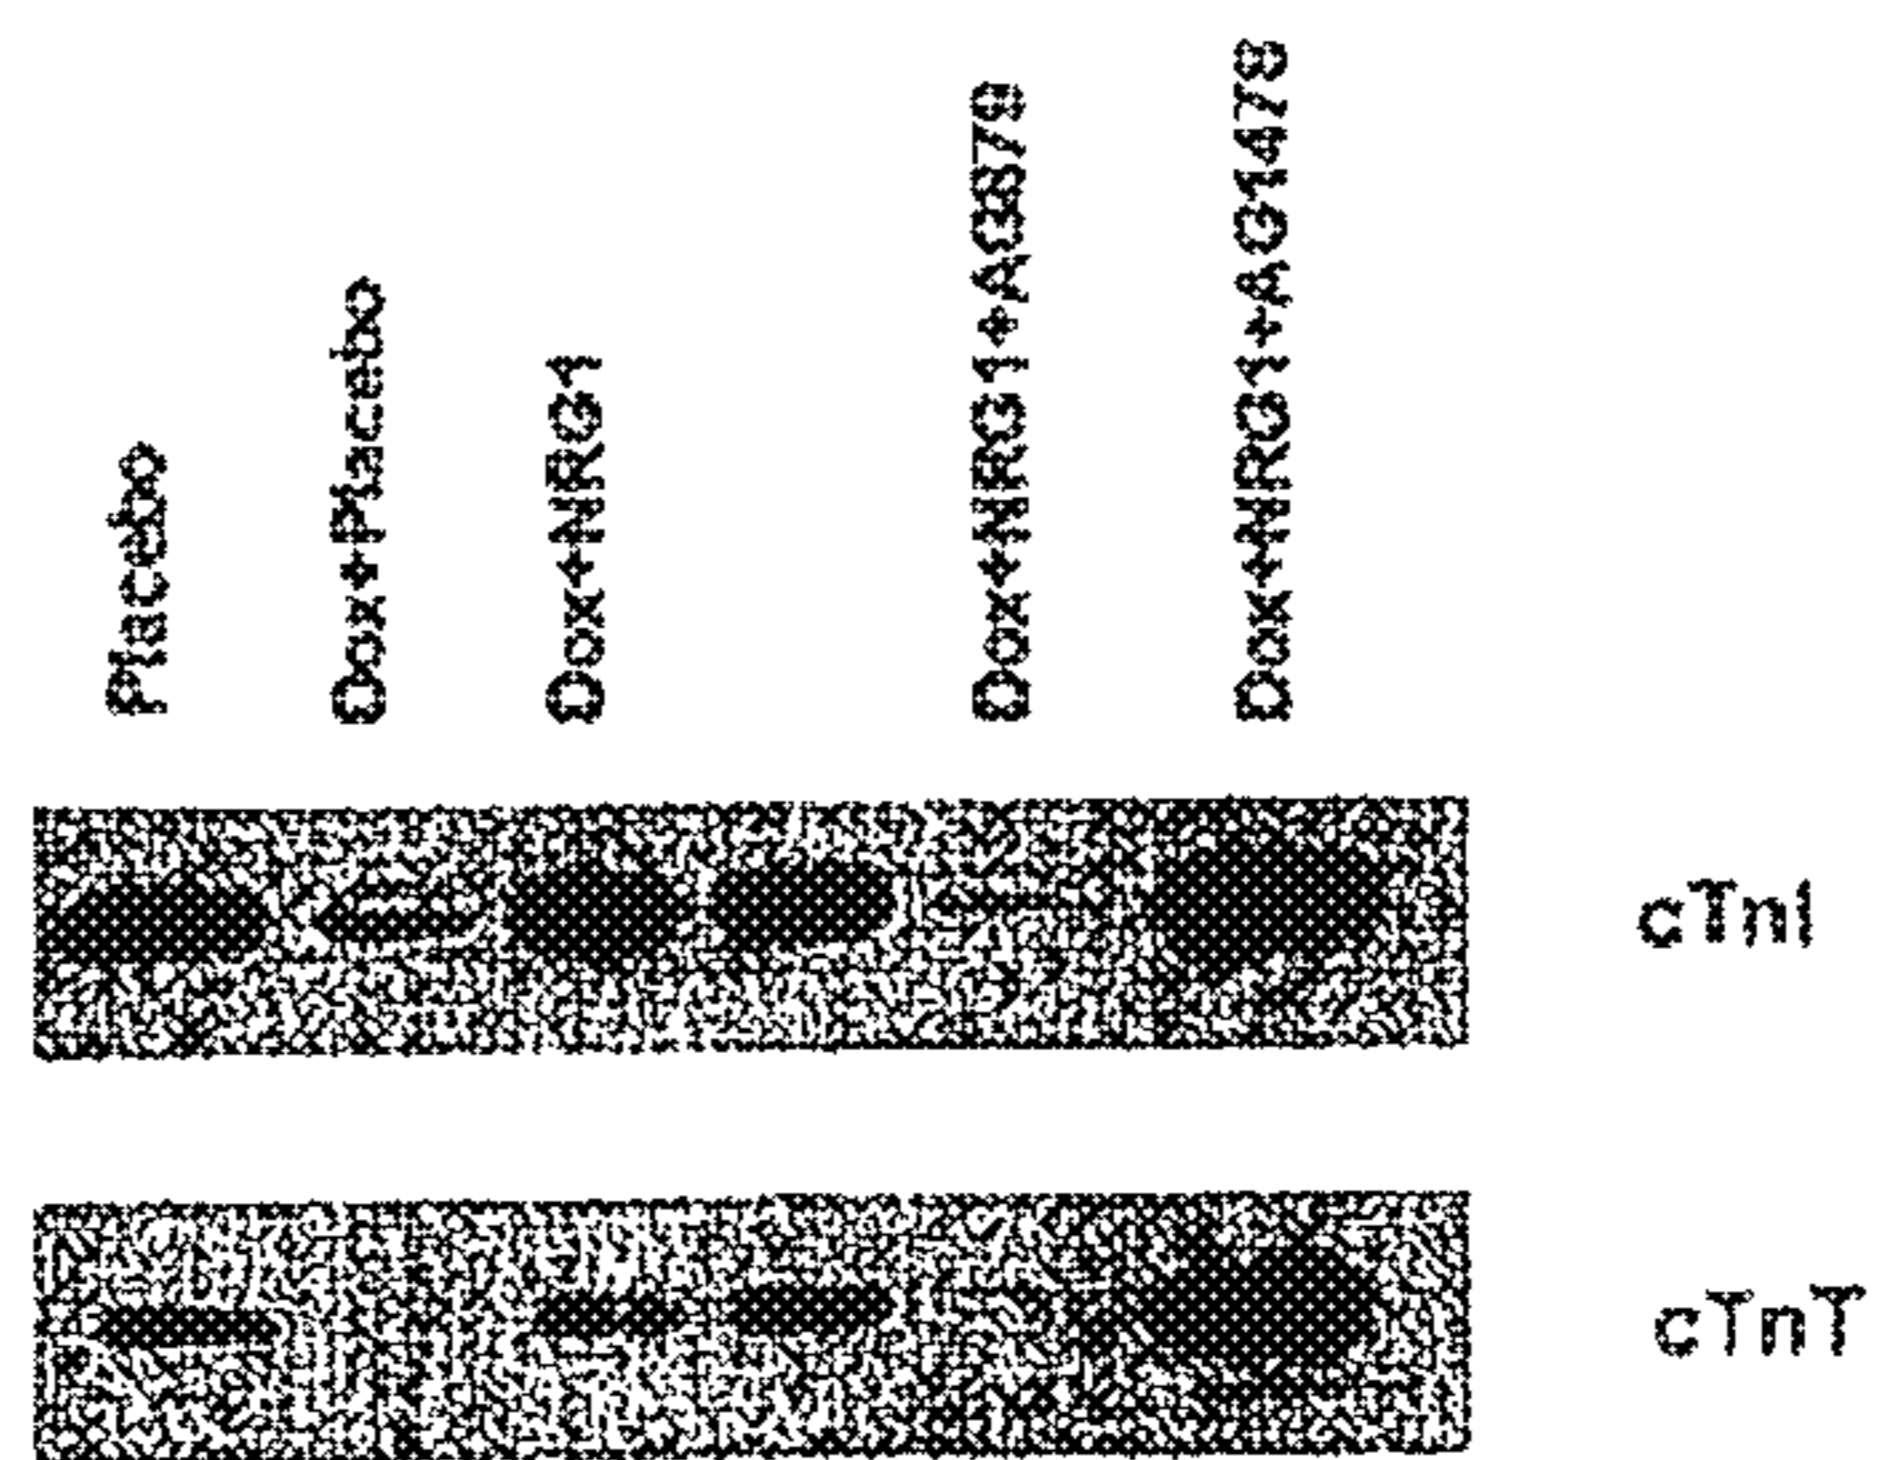 Placebo
Dox+Placebo
Dox+NRG1
Dox+NRG1+AG879
Dox+NRG1+AG1478
cTnI
cTnT